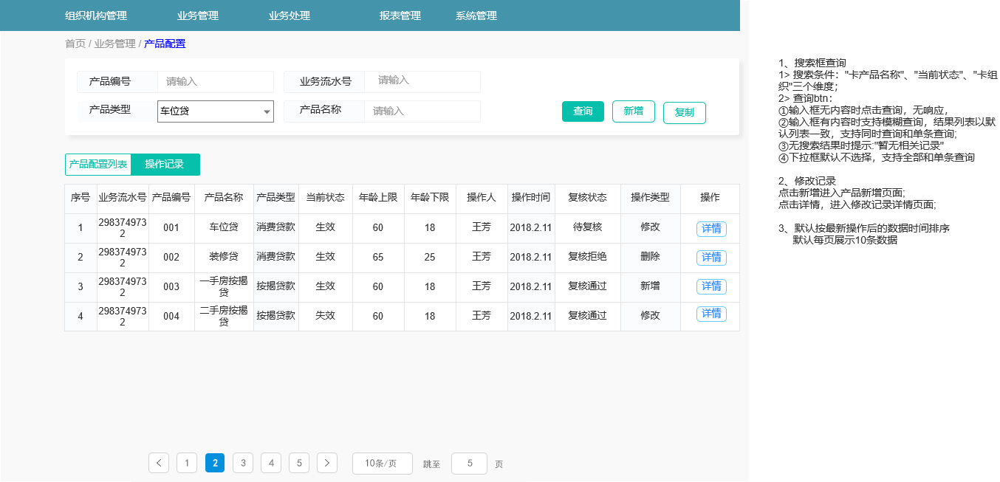 组织机构管理 业务管理 业务处理 报表管理 系统管理
首页 / 业务管理 / 产品配置
产品编号 请输入 业务流水号 请输入
产品类型 车位贷 产品名称 请输入 查询 新增 复制
产品配置列表 操作记录
序号 业务流水号 产品编号 产品名称 产品类型 当前状态 年龄上限 年龄下限 操作人 操作时间 复核状态 操作类型 操作
1 298374973
2 001 车位贷 消费贷款 生效 60 18 王芳 2018.2.11 待复核 修改 详情
2 298374973
2 002 装修贷 消费贷款 生效 65 25 王芳 2018.2.11 复核拒绝 删除 详情
3 298374973
2 003 一手房按揭
贷 按揭贷款 生效 60 18 王芳 2018.2.11 复核通过 新增 详情
4 298374973
2 004 二手房按揭
贷 按揭贷款 失效 60 18 王芳 2018.2.11 复核通过 修改 详情
< 1 2 3 4 5 > 10条/页 跳至 5 页
1、搜索框查询
1> 搜索条件："卡产品名称"、"当前状态"、"卡组
织"三个维度；
2> 查询btn：
①输入框无内容时点击查询，无响应，
②输入框有内容时支持模糊查询，结果列表以默
认列表一致，支持同时查询和单条查询;
③无搜索结果时提示:"暂无相关记录"
④下拉框默认不选择，支持全部和单条查询
2、修改记录
点击新增进入产品新增页面;
点击详情，进入修改记录详情页面;
3、默认按最新操作后的数据时间排序
默认每页展示10条数据